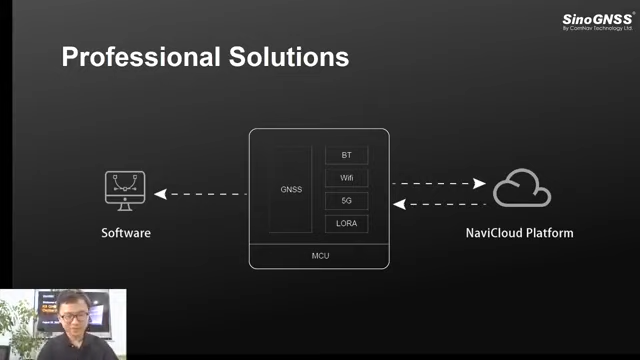 SinoGNSS
By ComNav Technology Ltd.
Professional Solutions
GNSS
BT
Wifi
5G
LORA
MCU
Software
NaviCloud Platform